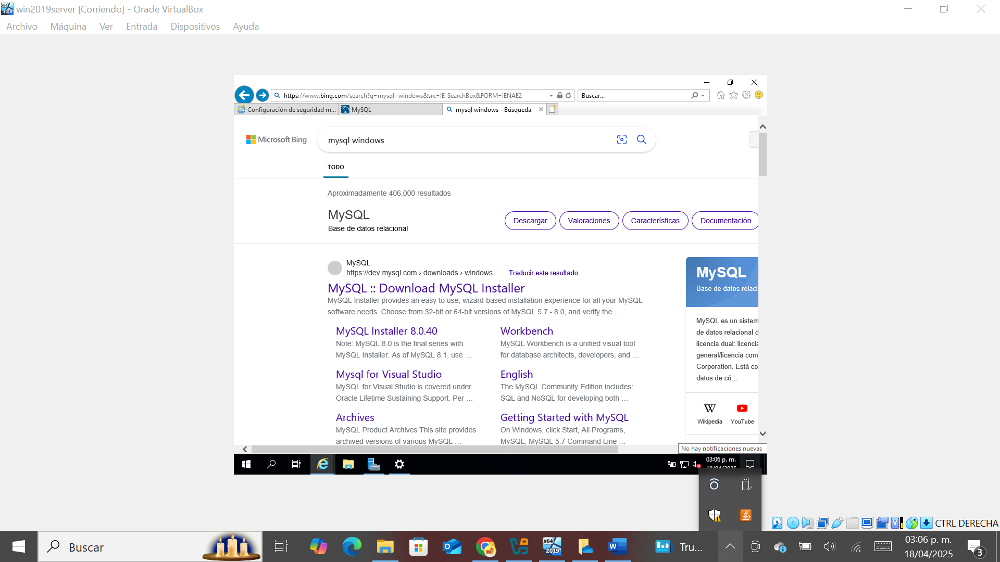 win2019server [Corriendo] - Oracle VirtualBox
Archivo Máquina Ver Entrada Dispositivos Ayuda
https://www.bing.com/search?q=mysql+windows&src=IE-SearchBox&FORM=IENAE2
Buscar...
Configuración de seguridad m...
MySQL
mysql windows - Búsqueda
Microsoft Bing
mysql windows
TODO
Aproximadamente 406,000 resultados
MySQL
Base de datos relacional
Descargar
Valoraciones
Características
Documentación
MySQL
https://dev.mysql.com › downloads › windows
Traducir este resultado
MySQL :: Download MySQL Installer
MySQL Installer provides an easy to use, wizard-based installation experience for all your MySQL
software needs. Choose from 32-bit or 64-bit versions of MySQL 5.7 - 8.0, and verify the ...
MySQL Installer 8.0.40
Note: MySQL 8.0 is the final series with
MySQL Installer. As of MySQL 8.1, use ...
Workbench
MySQL Workbench is a unified visual tool
for database architects, developers, and ...
Mysql for Visual Studio
MySQL for Visual Studio is covered under
Oracle Lifetime Sustaining Support. Per ...
English
The MySQL Community Edition includes:
SQL and NoSQL for developing both ...
Archives
MySQL Product Archives This site provides
archived versions of various MySQL ...
Getting Started with MySQL
On Windows, click Start, All Programs,
MySQL, MySQL 5.7 Command Line ...
MySQL
Base de datos relaci
MySQL es un sistem
de datos relacional d
licencia dual: licencia
general/licencia com
Corporation. Está co
datos de có...
Wikipedia
YouTube
No hay notificaciones nuevas
03:06 p. m.
18/04/2025
CTRL DERECHA
Buscar
x64
2019
Tru...
03:06 p. m.
18/04/2025
3